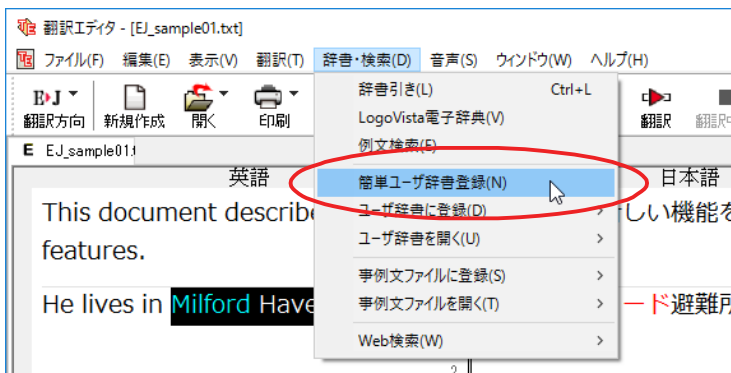 翻訳エディタ - [EJ_sample01.txt]
ファイル(F) 編集(E) 表示(V) 翻訳(T) 辞書・検索(D) 音声(S) ウィンドウ(W) ヘルプ(H)
E▸J
翻訳方向 新規作成 開く 印刷 翻訳 翻訳
E EJ_sample01.
英語 日本語
This document describe
features.
He lives in Milford Have
しい機能を
ード避難所
辞書引き(L) Ctrl+L
LogoVista電子辞典(V)
例文検索(E)
簡単ユーザ辞書登録(N)
ユーザ辞書に登録(D)
ユーザ辞書を開く(U)
事例文ファイルに登録(S)
事例文ファイルを開く(T)
Web検索(W)
2